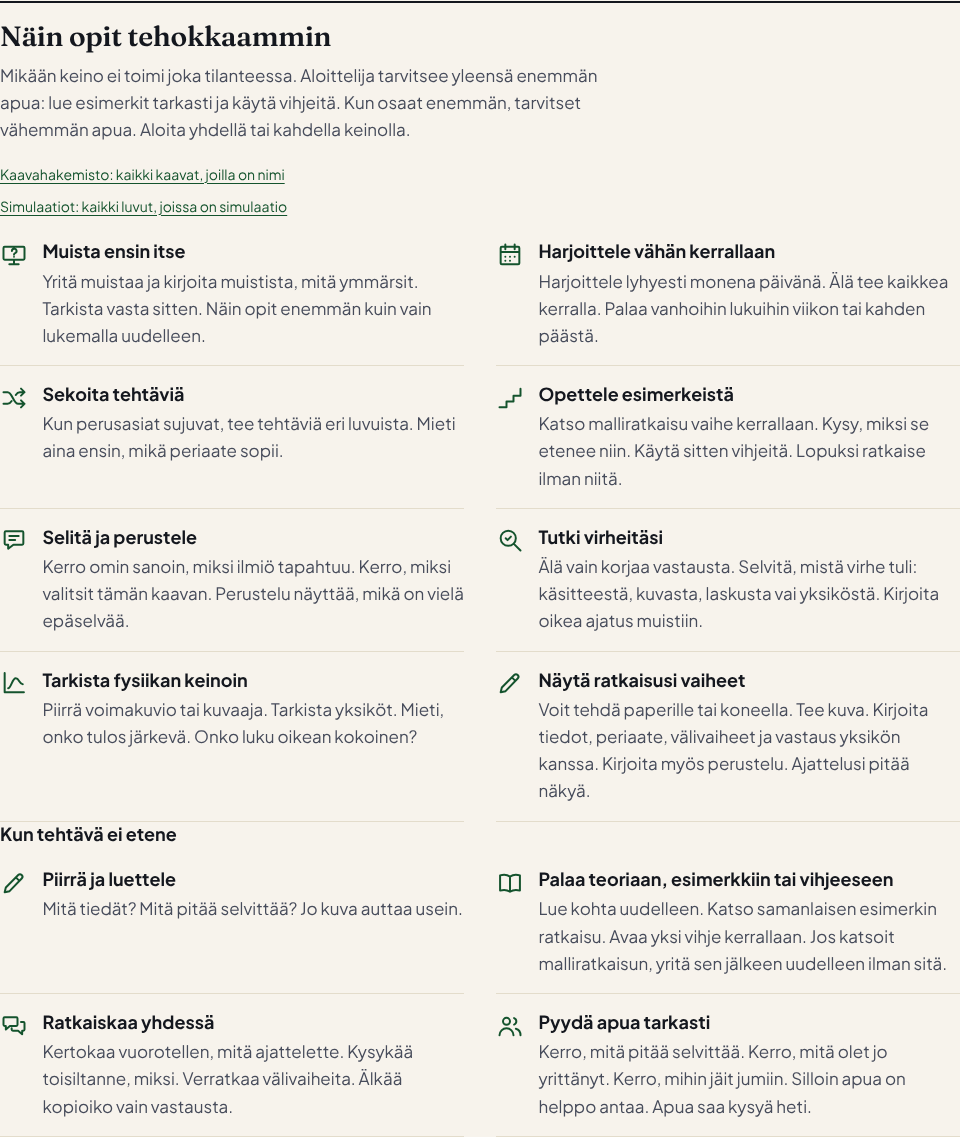 Näin opit tehokkaammin
Mikään keino ei toimi joka tilanteessa. Aloittelija tarvitsee yleensä enemmän
apua: lue esimerkit tarkasti ja käytä vihjeitä. Kun osaat enemmän, tarvitset
vähemmän apua. Aloita yhdellä tai kahdella keinolla.
Kaavahakemisto: kaikki kaavat, joilla on nimi
Simulaatiot: kaikki luvut, joissa on simulaatio
Muista ensin itse
Yritä muistaa ja kirjoita muistista, mitä ymmärsit.
Tarkista vasta sitten. Näin opit enemmän kuin vain
lukemalla uudelleen.
Harjoittele vähän kerrallaan
Harjoittele lyhyesti monena päivänä. Älä tee kaikkea
kerralla. Palaa vanhoihin lukuihin viikon tai kahden
päästä.
Sekoita tehtäviä
Kun perusasiat sujuvat, tee tehtäviä eri luvuista. Mieti
aina ensin, mikä periaate sopii.
Opettele esimerkeistä
Katso malliratkaisu vaihe kerrallaan. Kysy, miksi se
etenee niin. Käytä sitten vihjeitä. Lopuksi ratkaise
ilman niitä.
Selitä ja perustele
Kerro omin sanoin, miksi ilmiö tapahtuu. Kerro, miksi
valitsit tämän kaavan. Perustelu näyttää, mikä on vielä
epäselvää.
Tutki virheitäsi
Älä vain korjaa vastausta. Selvitä, mistä virhe tuli:
käsitteestä, kuvasta, laskusta vai yksiköstä. Kirjoita
oikea ajatus muistiin.
Tarkista fysiikan keinoin
Piirrä voimakuvio tai kuvaaja. Tarkista yksiköt. Mieti,
onko tulos järkevä. Onko luku oikean kokoinen?
Näytä ratkaisusi vaiheet
Voit tehdä paperille tai koneella. Tee kuva. Kirjoita
tiedot, periaate, välivaiheet ja vastaus yksikön
kanssa. Kirjoita myös perustelu. Ajattelusi pitää
näkyä.
Kun tehtävä ei etene
Piirrä ja luettele
Mitä tiedät? Mitä pitää selvittää? Jo kuva auttaa usein.
Palaa teoriaan, esimerkkiin tai vihjeeseen
Lue kohta uudelleen. Katso samanlaisen esimerkin
ratkaisu. Avaa yksi vihje kerrallaan. Jos katsoit
malliratkaisun, yritä sen jälkeen uudelleen ilman sitä.
Ratkaiskaa yhdessä
Kertokaa vuorotellen, mitä ajattelette. Kysykää
toisiltanne, miksi. Verratkaa välivaiheita. Älkää
kopioiko vain vastausta.
Pyydä apua tarkasti
Kerro, mitä pitää selvittää. Kerro, mitä olet jo
yrittänyt. Kerro, mihin jäit jumiin. Silloin apua on
helppo antaa. Apua saa kysyä heti.